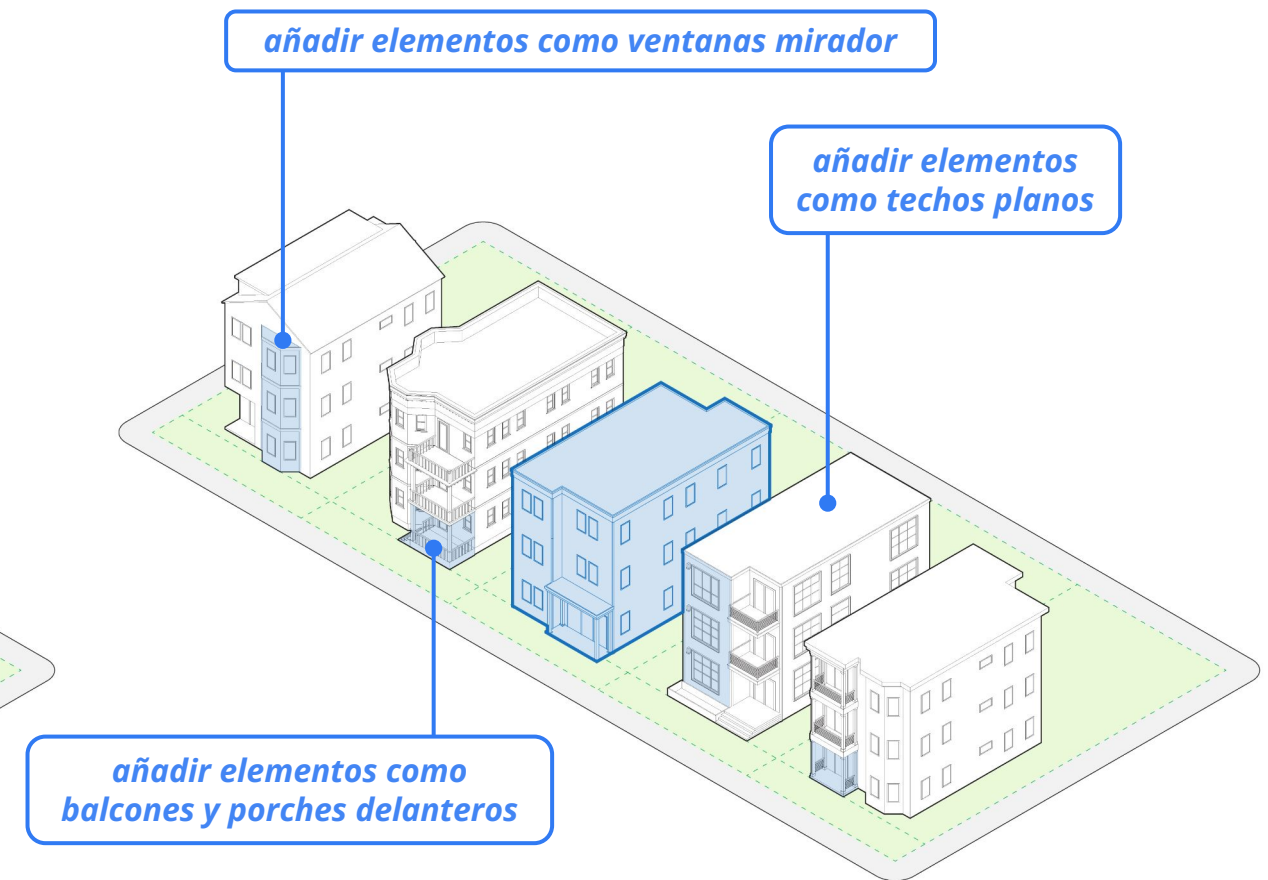 añadir elementos como ventanas mirador
añadir elementos
como techos planos
añadir elementos como
balcones y porches delanteros